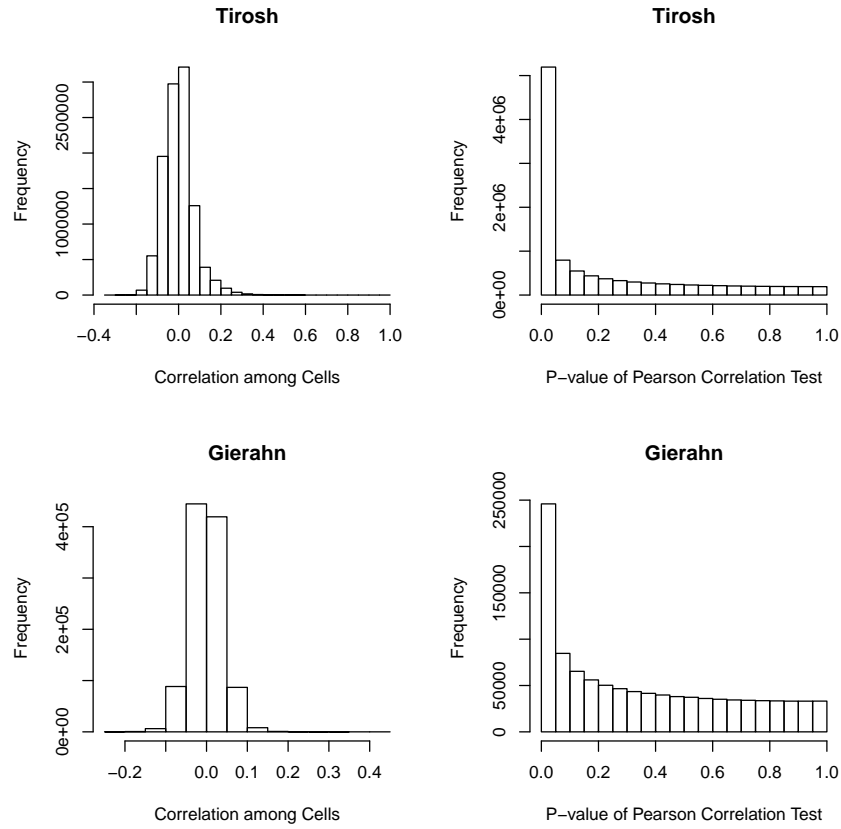 Tirosh
Frequency
0 1000000 2500000
−0.4 0.0 0.2 0.4 0.6 0.8 1.0
Correlation among Cells
Tirosh
Frequency
0e+00 2e+06 4e+06
0.0 0.2 0.4 0.6 0.8 1.0
P−value of Pearson Correlation Test
Gierahn
Frequency
0e+00 2e+05 4e+05
−0.2 0.0 0.1 0.2 0.3 0.4
Correlation among Cells
Gierahn
Frequency
0 50000 150000 250000
0.0 0.2 0.4 0.6 0.8 1.0
P−value of Pearson Correlation Test